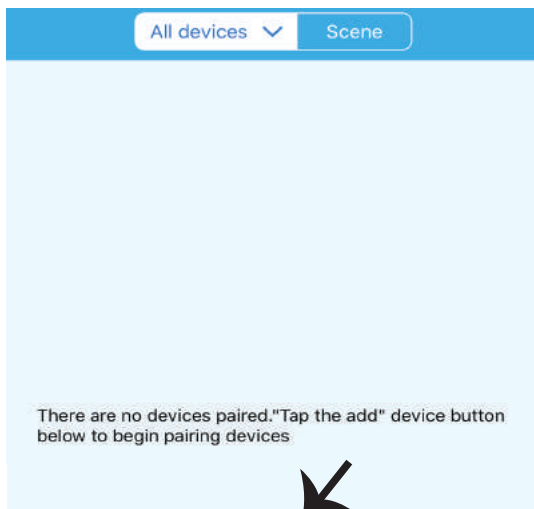 All devices
Scene
There are no devices paired."Tap the add" device button
below to begin pairing devices